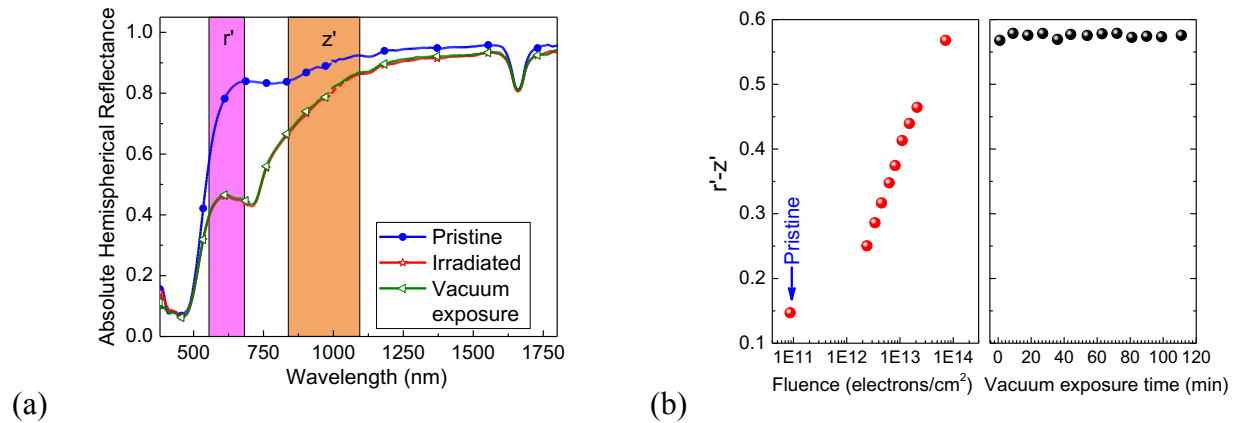 r'
z'
Absolute Hemispherical Reflectance
1.0
0.8
0.6
0.4
0.2
0.0
Pristine
Irradiated
Vacuum
exposure
500 750 1000 1250 1500 1750
Wavelength (nm)
(a)
r'-z'
0.6
0.5
0.4
0.3
0.2
0.1
Pristine
1E11 1E12 1E13 1E14
Fluence (electrons/cm²)
0 20 40 60 80 100 120
Vacuum exposure time (min)
(b)